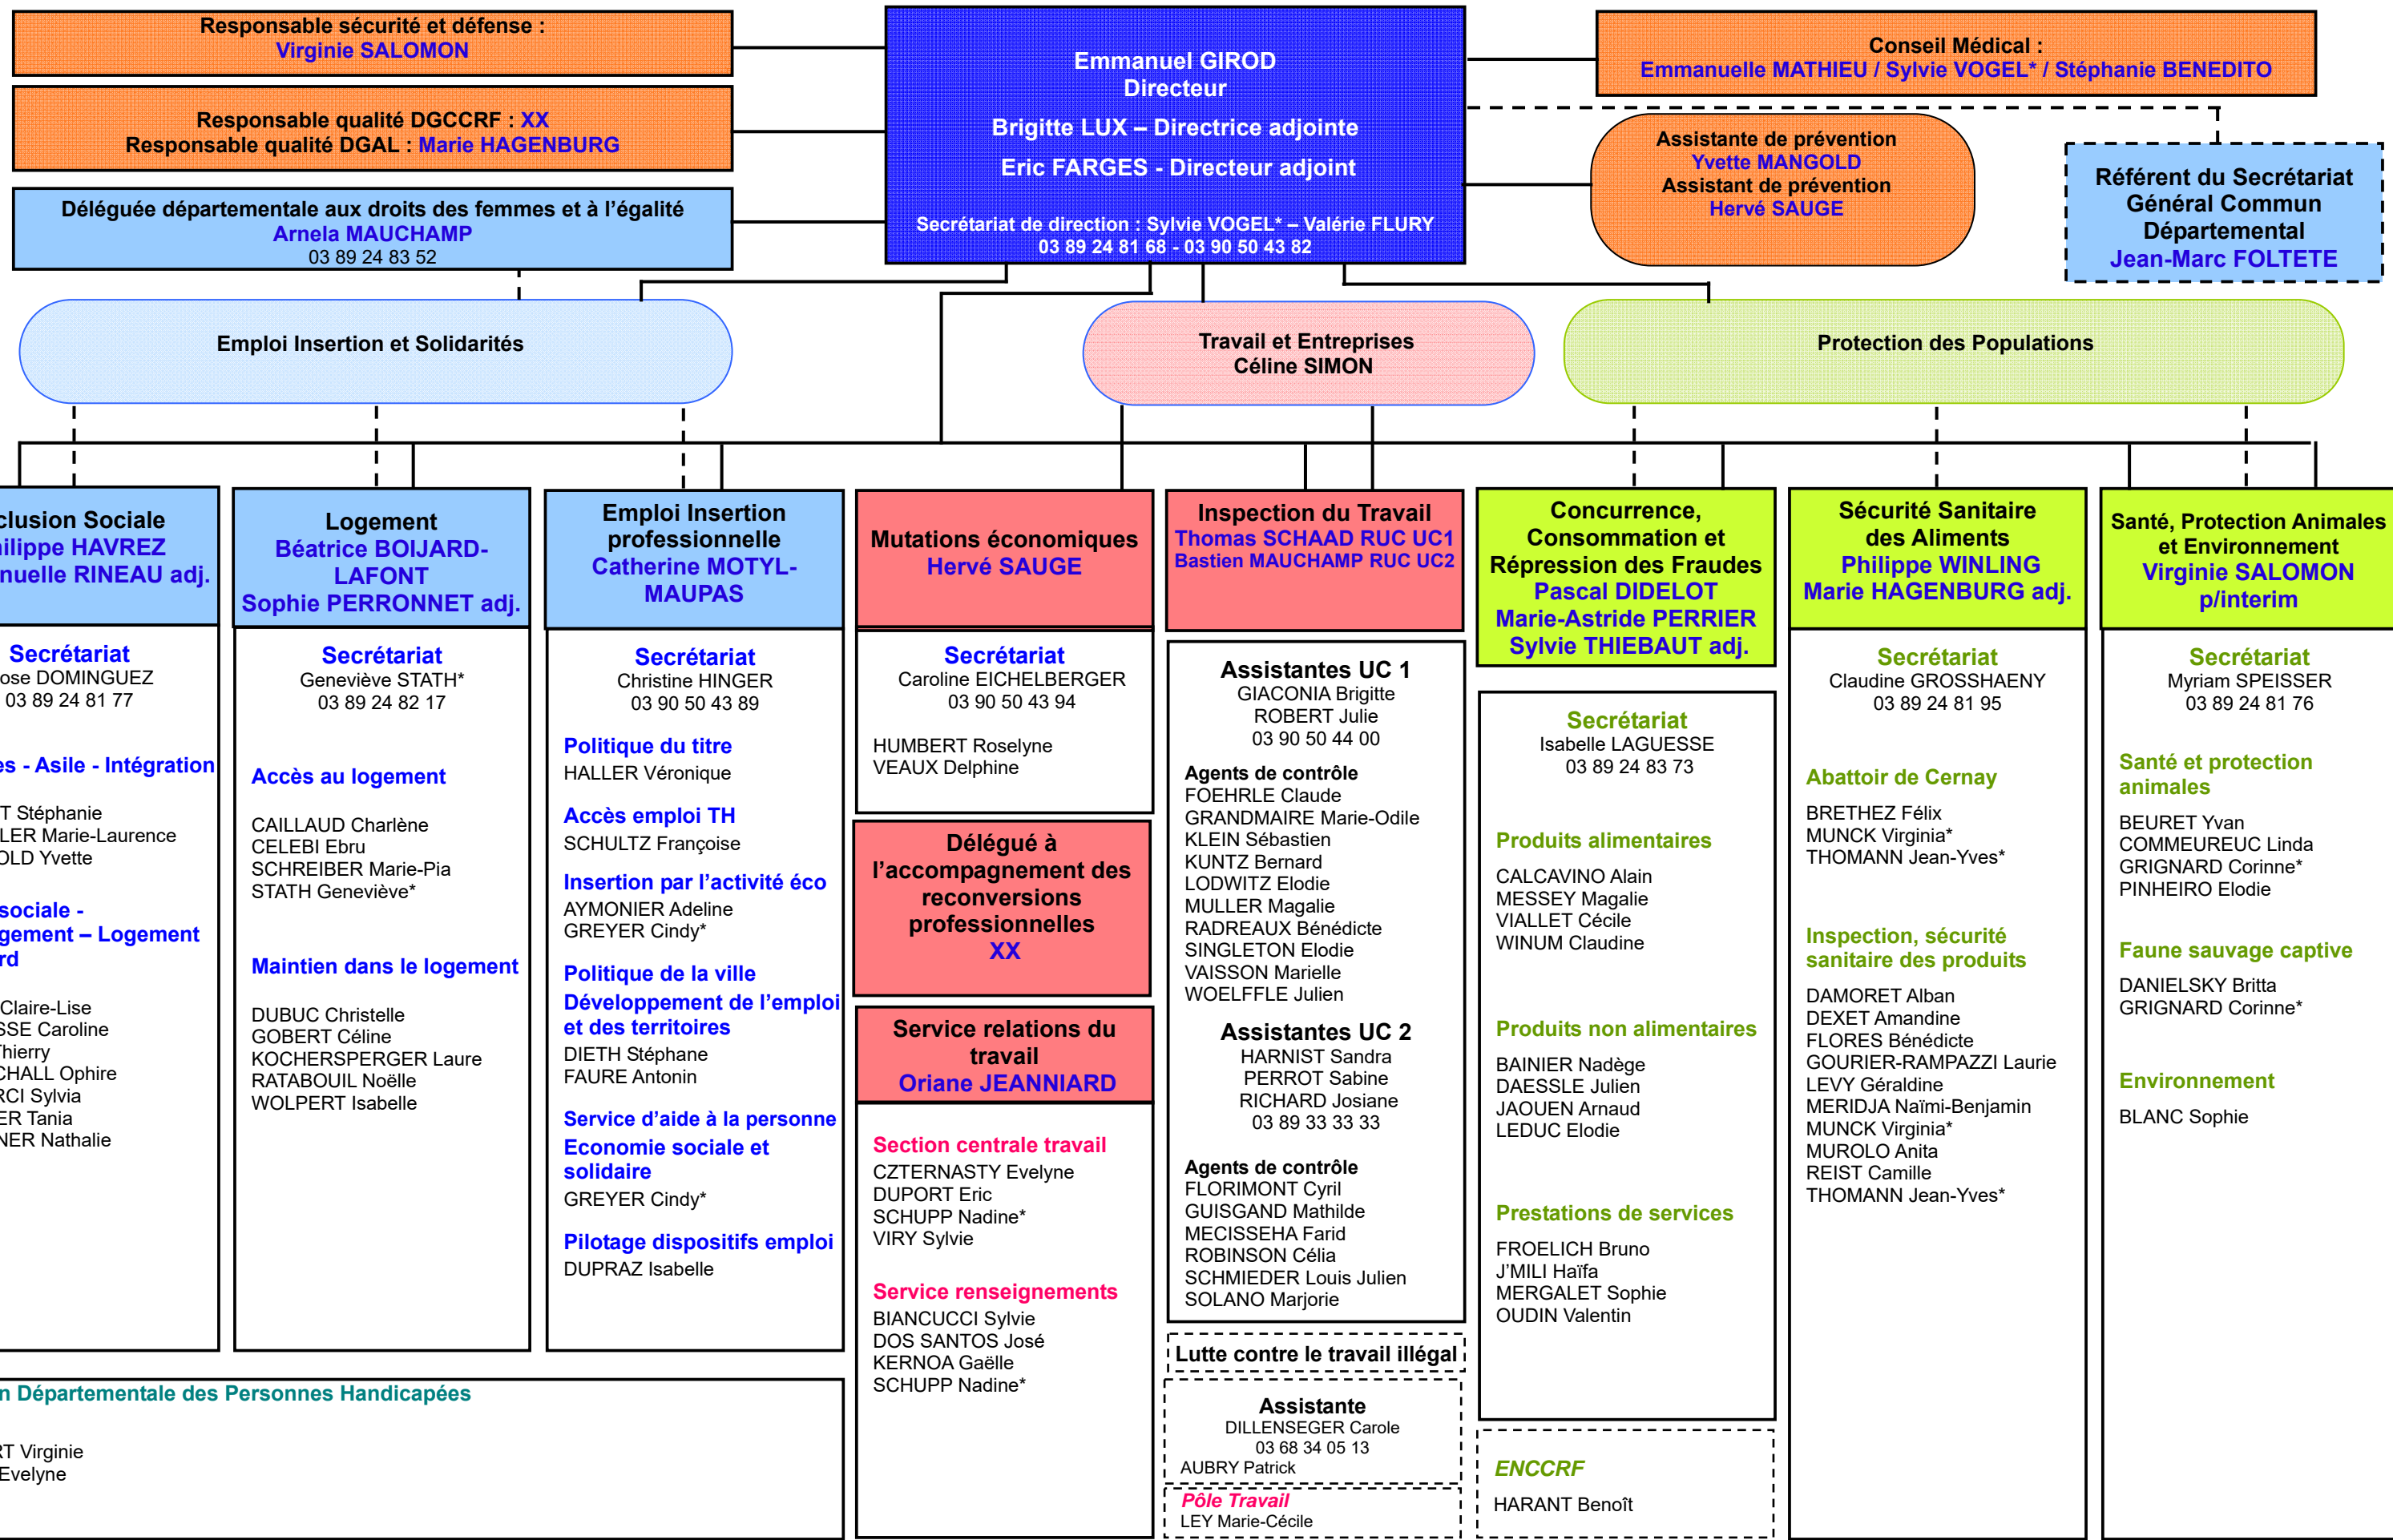 Responsable sécurité et défense :
Virginie SALOMON
Responsable qualité DGCCRF : XX
Responsable qualité DGAL : Marie HAGENBURG
Déléguée départementale aux droits des femmes et à l'égalité
Arnela MAUCHAMP
03 89 24 83 52
Emmanuel GIROD
Directeur
Brigitte LUX – Directrice adjointe
Eric FARGES - Directeur adjoint
Secrétariat de direction : Sylvie VOGEL* – Valérie FLURY
03 89 24 81 68 - 03 90 50 43 82
Conseil Médical :
Emmanuelle MATHIEU / Sylvie VOGEL* / Stéphanie BENEDITO
Assistante de prévention
Yvette MANGOLD
Assistant de prévention
Hervé SAUGE
Référent du Secrétariat
Général Commun
Départemental
Jean-Marc FOLTETE
Emploi Insertion et Solidarités
Travail et Entreprises
Céline SIMON
Protection des Populations
clusion Sociale
ilippe HAVREZ
nuelle RINEAU adj.
Secrétariat
ose DOMINGUEZ
03 89 24 81 77
es - Asile - Intégration
T Stéphanie
LER Marie-Laurence
OLD Yvette
sociale -
gement – Logement
rd
Claire-Lise
SSE Caroline
hierry
CHALL Ophire
RCI Sylvia
ER Tania
NER Nathalie
Logement
Béatrice BOIJARD-
LAFONT
Sophie PERRONNET adj.
Secrétariat
Geneviève STATH*
03 89 24 82 17
Accès au logement
CAILLAUD Charlène
CELEBI Ebru
SCHREIBER Marie-Pia
STATH Geneviève*
Maintien dans le logement
DUBUC Christelle
GOBERT Céline
KOCHERSPERGER Laure
RATABOUIL Noëlle
WOLPERT Isabelle
Emploi Insertion
professionnelle
Catherine MOTYL-
MAUPAS
Secrétariat
Christine HINGER
03 90 50 43 89
Politique du titre
HALLER Véronique
Accès emploi TH
SCHULTZ Françoise
Insertion par l'activité éco
AYMONIER Adeline
GREYER Cindy*
Politique de la ville
Développement de l'emploi
et des territoires
DIETH Stéphane
FAURE Antonin
Service d'aide à la personne
Economie sociale et
solidaire
GREYER Cindy*
Pilotage dispositifs emploi
DUPRAZ Isabelle
n Départementale des Personnes Handicapées
RT Virginie
Evelyne
Mutations économiques
Hervé SAUGE
Secrétariat
Caroline EICHELBERGER
03 90 50 43 94
HUMBERT Roselyne
VEAUX Delphine
Délégué à
l'accompagnement des
reconversions
professionnelles
XX
Service relations du
travail
Oriane JEANNIARD
Section centrale travail
CZTERNASTY Evelyne
DUPORT Eric
SCHUPP Nadine*
VIRY Sylvie
Service renseignements
BIANCUCCI Sylvie
DOS SANTOS José
KERNOA Gaëlle
SCHUPP Nadine*
Inspection du Travail
Thomas SCHAAD RUC UC1
Bastien MAUCHAMP RUC UC2
Assistantes UC 1
GIACONIA Brigitte
ROBERT Julie
03 90 50 44 00
Agents de contrôle
FOEHRLE Claude
GRANDMAIRE Marie-Odile
KLEIN Sébastien
KUNTZ Bernard
LODWITZ Elodie
MULLER Magalie
RADREAUX Bénédicte
SINGLETON Elodie
VAISSON Marielle
WOELFFLE Julien
Assistantes UC 2
HARNIST Sandra
PERROT Sabine
RICHARD Josiane
03 89 33 33 33
Agents de contrôle
FLORIMONT Cyril
GUISGAND Mathilde
MECISSEHA Farid
ROBINSON Célia
SCHMIEDER Louis Julien
SOLANO Marjorie
Lutte contre le travail illégal
Assistante
DILLENSEGER Carole
03 68 34 05 13
AUBRY Patrick
Pôle Travail
LEY Marie-Cécile
Concurrence,
Consommation et
Répression des Fraudes
Pascal DIDELOT
Marie-Astride PERRIER
Sylvie THIEBAUT adj.
Secrétariat
Isabelle LAGUESSE
03 89 24 83 73
Produits alimentaires
CALCAVINO Alain
MESSEY Magalie
VIALLET Cécile
WINUM Claudine
Produits non alimentaires
BAINIER Nadège
DAESSLE Julien
JAOUEN Arnaud
LEDUC Elodie
Prestations de services
FROELICH Bruno
J'MILI Haïfa
MERGALET Sophie
OUDIN Valentin
ENCCRF
HARANT Benoît
Sécurité Sanitaire
des Aliments
Philippe WINLING
Marie HAGENBURG adj.
Secrétariat
Claudine GROSSHAENY
03 89 24 81 95
Abattoir de Cernay
BRETHEZ Félix
MUNCK Virginia*
THOMANN Jean-Yves*
Inspection, sécurité
sanitaire des produits
DAMORET Alban
DEXET Amandine
FLORES Bénédicte
GOURIER-RAMPAZZI Laurie
LEVY Géraldine
MERIDJA Naïmi-Benjamin
MUNCK Virginia*
MUROLO Anita
REIST Camille
THOMANN Jean-Yves*
Santé, Protection Animales
et Environnement
Virginie SALOMON
p/interim
Secrétariat
Myriam SPEISSER
03 89 24 81 76
Santé et protection
animales
BEURET Yvan
COMMEUREUC Linda
GRIGNARD Corinne*
PINHEIRO Elodie
Faune sauvage captive
DANIELSKY Britta
GRIGNARD Corinne*
Environnement
BLANC Sophie